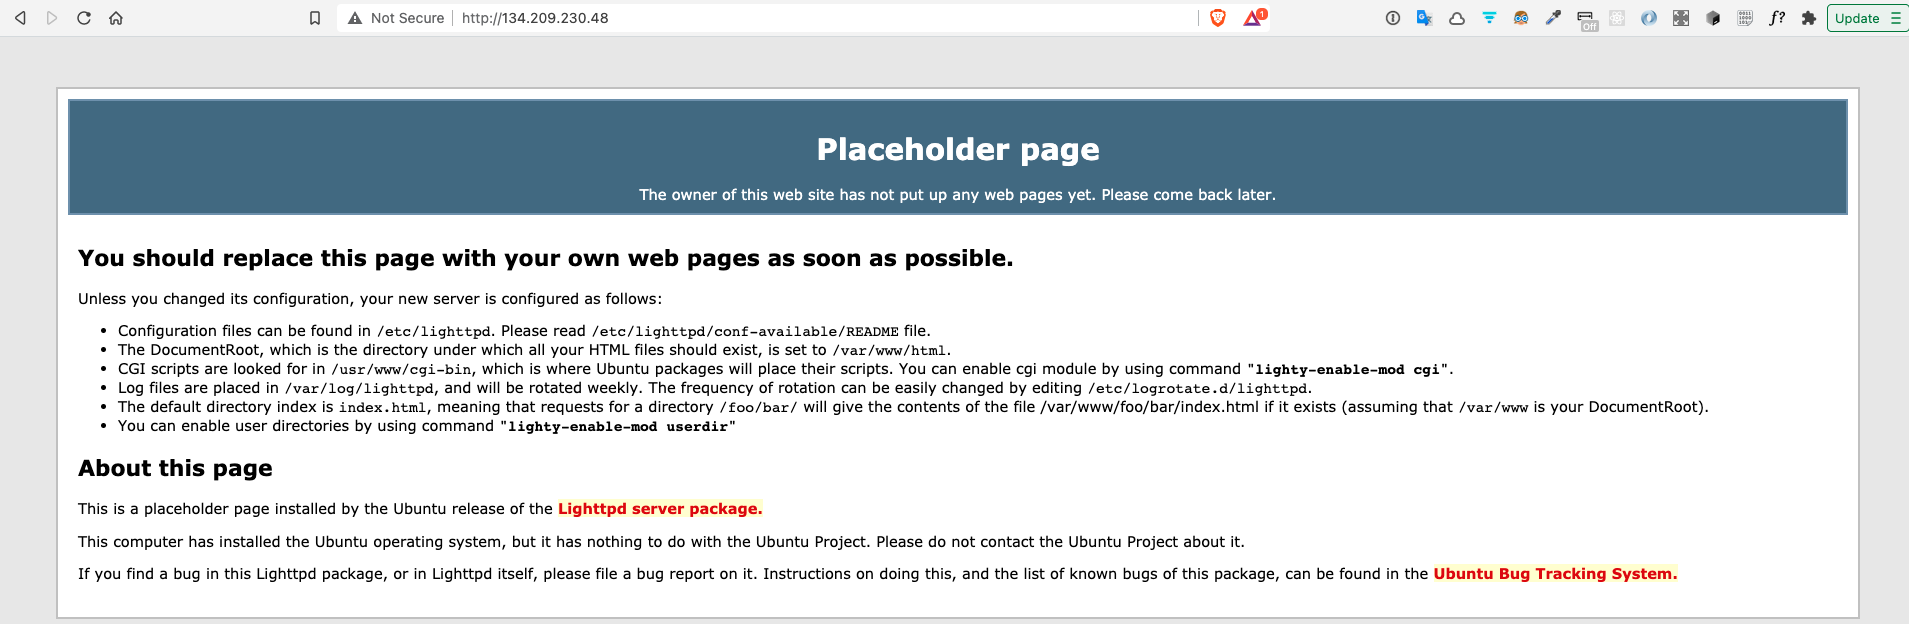 Not Secure http://134.209.230.48 1 Off f? Update
Placeholder page
The owner of this web site has not put up any web pages yet. Please come back later.
You should replace this page with your own web pages as soon as possible.
Unless you changed its configuration, your new server is configured as follows:
• Configuration files can be found in /etc/lighttpd. Please read /etc/lighttpd/conf-available/README file.
• The DocumentRoot, which is the directory under which all your HTML files should exist, is set to /var/www/html.
• CGI scripts are looked for in /usr/www/cgi-bin, which is where Ubuntu packages will place their scripts. You can enable cgi module by using command "lighty-enable-mod cgi".
• Log files are placed in /var/log/lighttpd, and will be rotated weekly. The frequency of rotation can be easily changed by editing /etc/logrotate.d/lighttpd.
• The default directory index is index.html, meaning that requests for a directory /foo/bar/ will give the contents of the file /var/www/foo/bar/index.html if it exists (assuming that /var/www is your DocumentRoot).
• You can enable user directories by using command "lighty-enable-mod userdir"
About this page
This is a placeholder page installed by the Ubuntu release of the Lighttpd server package.
This computer has installed the Ubuntu operating system, but it has nothing to do with the Ubuntu Project. Please do not contact the Ubuntu Project about it.
If you find a bug in this Lighttpd package, or in Lighttpd itself, please file a bug report on it. Instructions on doing this, and the list of known bugs of this package, can be found in the Ubuntu Bug Tracking System.